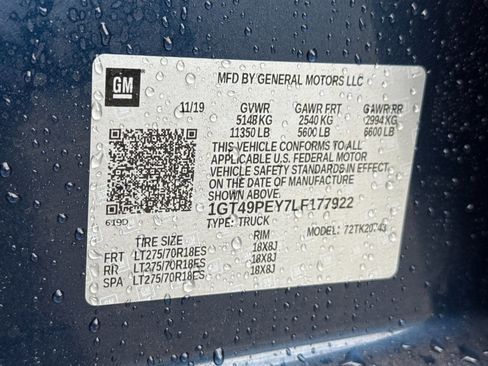 GM
MFD BY GENERAL MOTORS LLC
11/19 GVWR GAWR FRT GAWR RR
5148 KG 2540 KG 2994 KG
11350 LB 5600 LB 6600 LB
THIS VEHICLE CONFORMS TO ALL
APPLICABLE U.S. FEDERAL MOTOR
VEHICLE SAFETY STANDARDS IN EFFECT
ON THE DATE OF MANUFACTURE
SHOWN ABOVE.
1GT49PEY7LF177922
619D TYPE: TRUCK MODEL: 72TK20743
TIRE SIZE RIM
FRT LT275/70R18ES 18X8J
RR LT275/70R18ES 18X8J
SPA LT275/70R18ES 18X8J